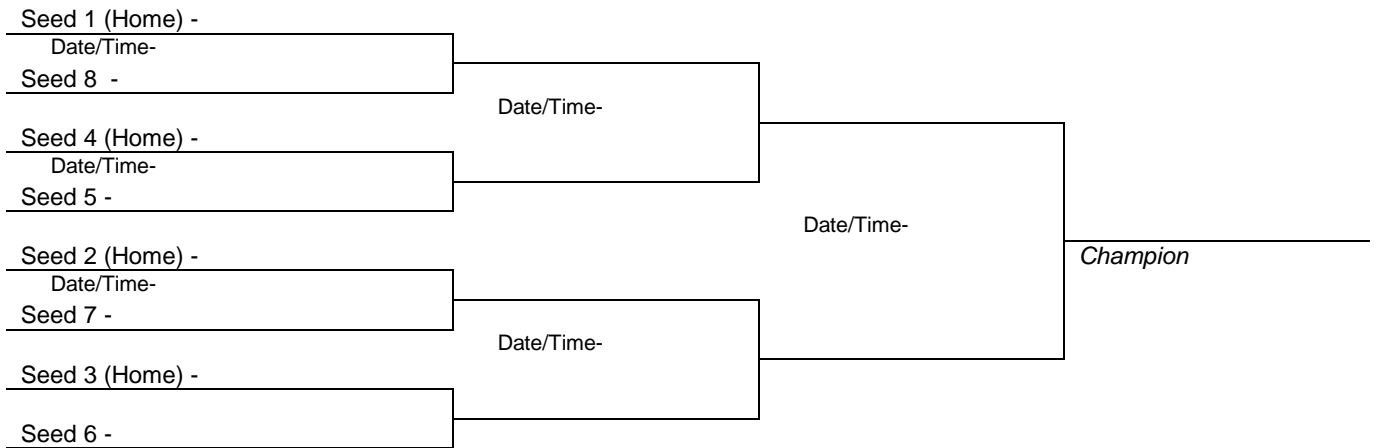 Seed 1 (Home) -
Date/Time-
Seed 8 -
Date/Time-
Seed 4 (Home) -
Date/Time-
Seed 5 -
Date/Time-
Seed 2 (Home) -
Champion
Date/Time-
Seed 7 -
Date/Time-
Seed 3 (Home) -
Seed 6 -